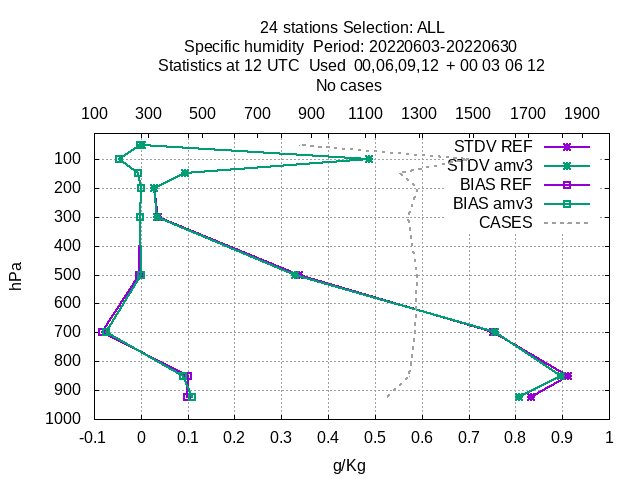 24 stations Selection: ALL
Specific humidity  Period: 20220603-20220630
Statistics at 12 UTC  Used  00,06,09,12  + 00 03 06 12
No cases
100 300 500 700 900 1100 1300 1500 1700 1900
STDV REF
STDV amv3
BIAS REF
BIAS amv3
CASES
100
200
300
400
500
600
700
800
900
1000
hPa
-0.1 0 0.1 0.2 0.3 0.4 0.5 0.6 0.7 0.8 0.9 1
g/Kg